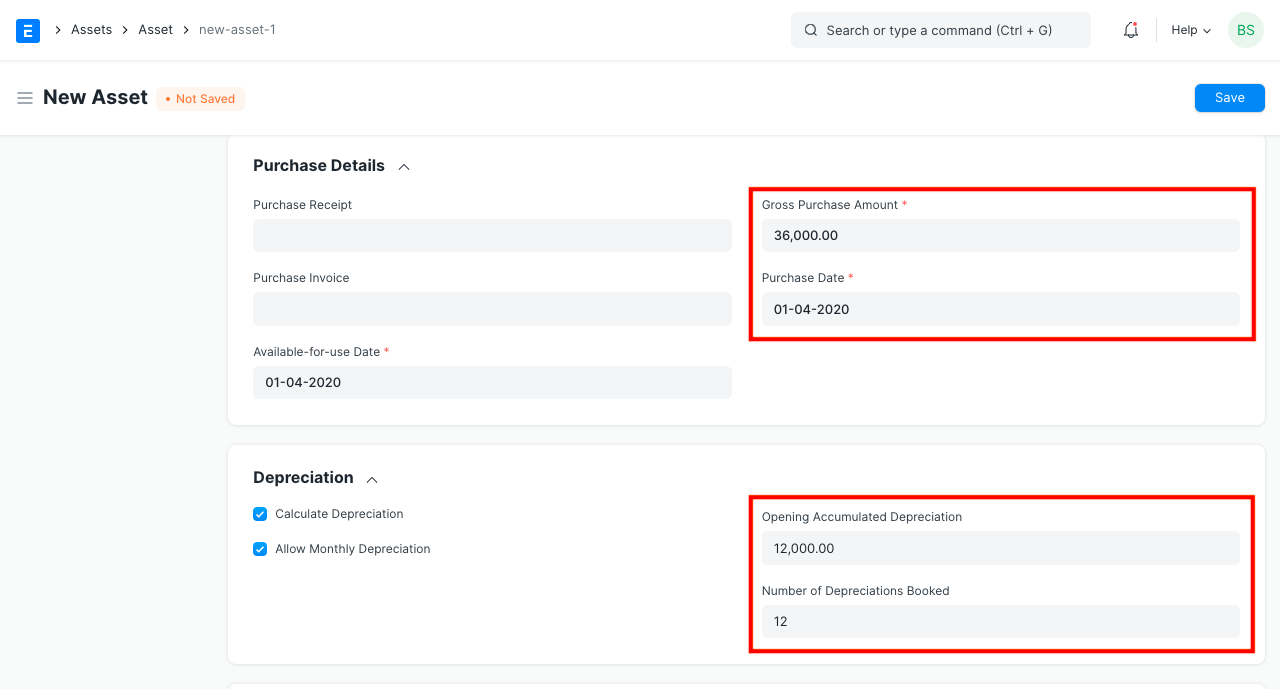 E Assets Asset new-asset-1 Search or type a command (Ctrl + G) Help BS
New Asset • Not Saved Save
Purchase Details
Purchase Receipt
Gross Purchase Amount *
36,000.00
Purchase Invoice
Purchase Date *
01-04-2020
Available-for-use Date *
01-04-2020
Depreciation
Calculate Depreciation
Allow Monthly Depreciation
Opening Accumulated Depreciation
12,000.00
Number of Depreciations Booked
12